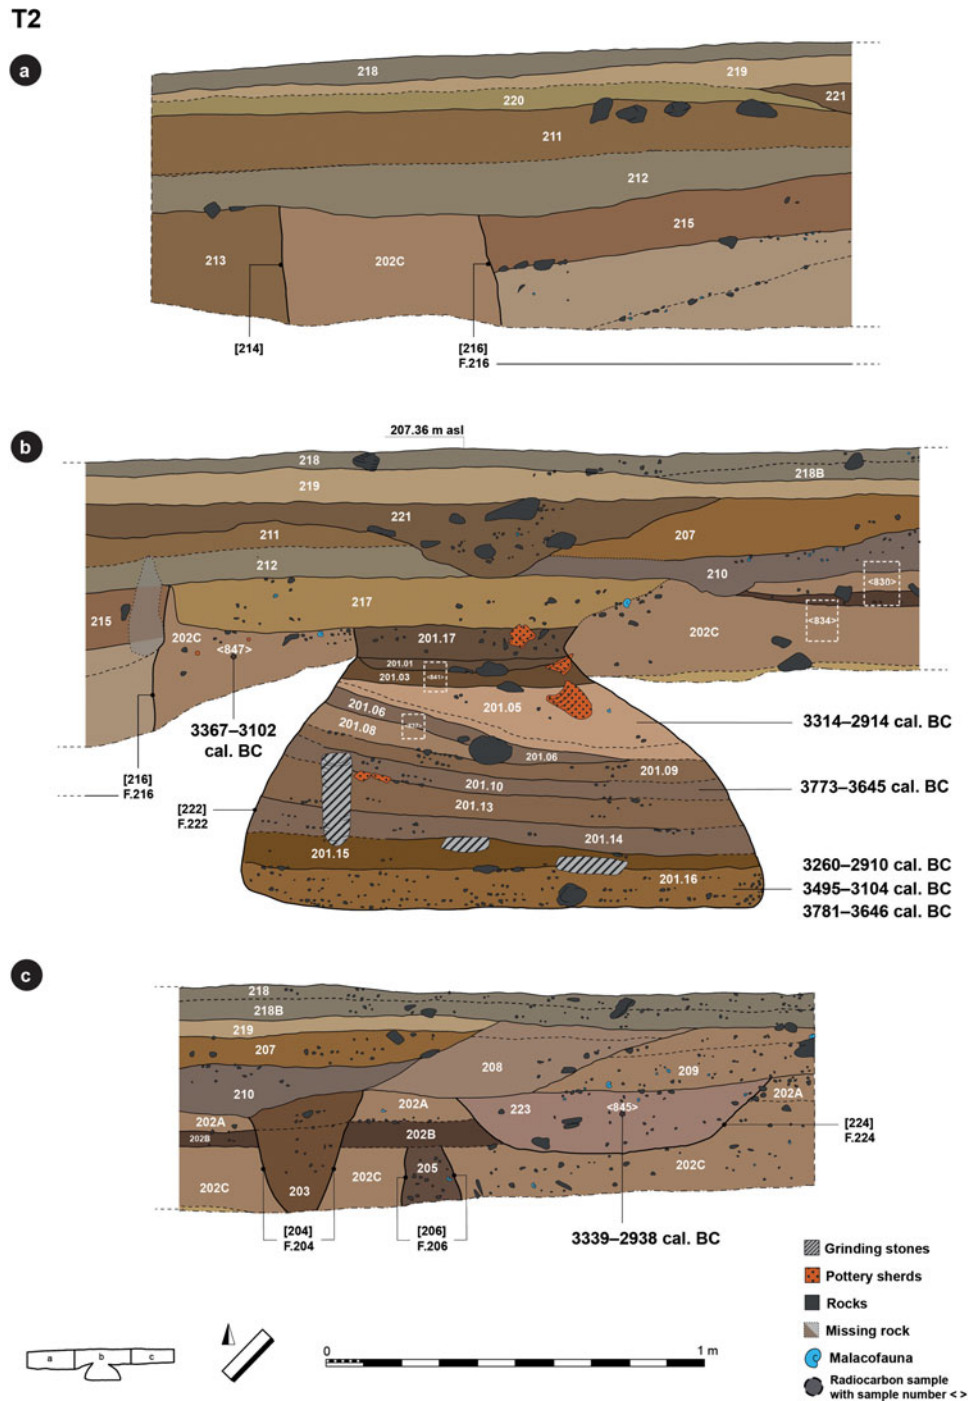 T2
a
218
219
220
221
211
212
215
213
202C
[214]
[216]
F.216
b
207.36 m asl
218
218B
219
221
207
211
212
210
<830>
217
<834>
215
202C
<847>
201.17
202C
201.01
201.03
<841>
201.05
201.06
201.08
3367–3102
cal. BC
3314–2914 cal. BC
201.06
201.09
[216]
F.216
201.10
3773–3645 cal. BC
[222]
F.222
201.13
201.14
201.15
3260–2910 cal. BC
201.16
3495–3104 cal. BC
3781–3646 cal. BC
c
218
218B
219
207
208
209
210
202A
202A
223
<845>
202A
202B
202B
[224]
F.224
202C
203
202C
205
202C
[204]
F.204
[206]
F.206
3339–2938 cal. BC
Grinding stones
Pottery sherds
Rocks
Missing rock
Malacofauna
Radiocarbon sample
with sample number < >
a b c
0 1 m